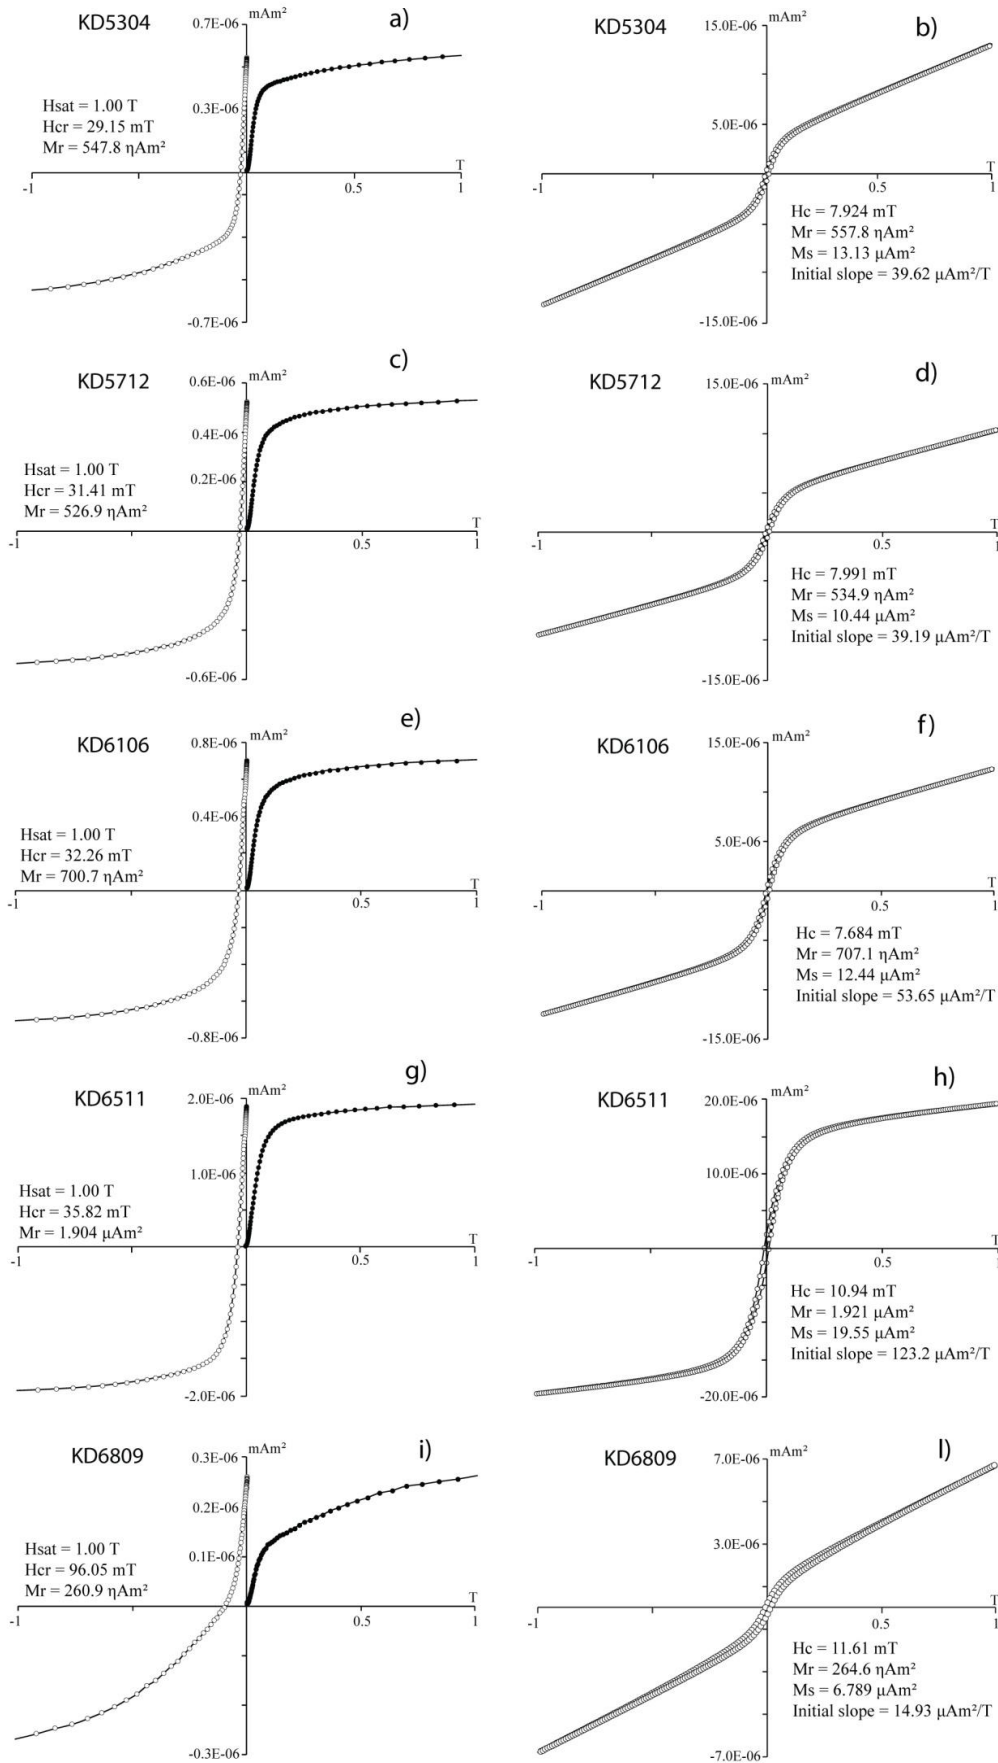 KD5304
mAm²
a)
0.7E-06
0.3E-06
Hsat = 1.00 T
Hcr = 29.15 mT
Mr = 547.8 ηAm²
T
-1
0.5
1
-0.7E-06
KD5304
mAm²
b)
15.0E-06
5.0E-06
T
-1
0.5
1
Hc = 7.924 mT
Mr = 557.8 ηAm²
Ms = 13.13 μAm²
Initial slope = 39.62 μAm²/T
-15.0E-06
KD5712
mAm²
c)
0.6E-06
0.4E-06
0.2E-06
Hsat = 1.00 T
Hcr = 31.41 mT
Mr = 526.9 ηAm²
T
-1
0.5
1
-0.6E-06
KD5712
mAm²
d)
15.0E-06
T
-1
0.5
1
Hc = 7.991 mT
Mr = 534.9 ηAm²
Ms = 10.44 μAm²
Initial slope = 39.19 μAm²/T
-15.0E-06
KD6106
mAm²
e)
0.8E-06
0.4E-06
Hsat = 1.00 T
Hcr = 32.26 mT
Mr = 700.7 ηAm²
T
-1
0.5
1
-0.8E-06
KD6106
mAm²
f)
15.0E-06
5.0E-06
T
-1
0.5
1
Hc = 7.684 mT
Mr = 707.1 ηAm²
Ms = 12.44 μAm²
Initial slope = 53.65 μAm²/T
-15.0E-06
KD6511
mAm²
g)
2.0E-06
1.0E-06
Hsat = 1.00 T
Hcr = 35.82 mT
Mr = 1.904 μAm²
T
-1
0.5
1
-2.0E-06
KD6511
mAm²
h)
20.0E-06
10.0E-06
T
-1
0.5
1
Hc = 10.94 mT
Mr = 1.921 μAm²
Ms = 19.55 μAm²
Initial slope = 123.2 μAm²/T
-20.0E-06
KD6809
mAm²
i)
0.3E-06
0.2E-06
0.1E-06
Hsat = 1.00 T
Hcr = 96.05 mT
Mr = 260.9 ηAm²
T
-1
0.5
1
-0.3E-06
KD6809
mAm²
l)
7.0E-06
3.0E-06
T
-1
0.5
1
Hc = 11.61 mT
Mr = 264.6 ηAm²
Ms = 6.789 μAm²
Initial slope = 14.93 μAm²/T
-7.0E-06